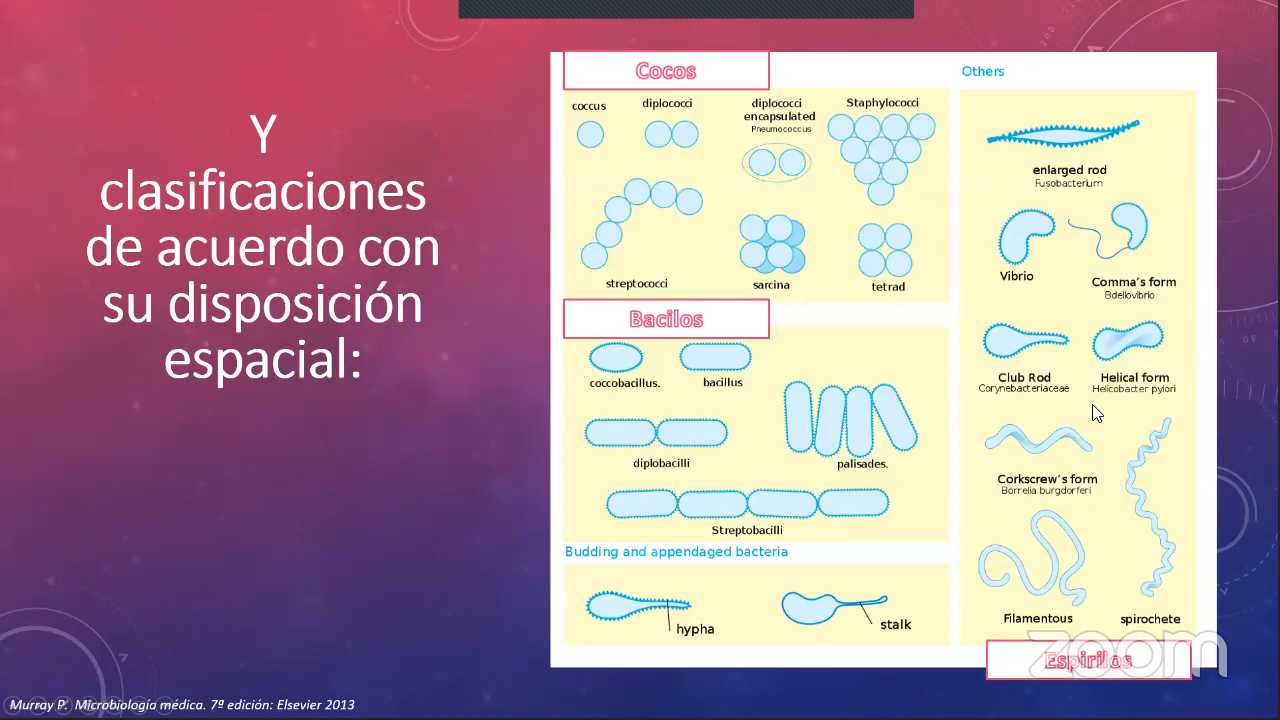 Y
clasificaciones
de acuerdo con
su disposición
espacial:
Cocos
coccus
diplococci
diplococci
encapsulated
Pneumococcus
Staphylococci
streptococci
sarcina
tetrad
Bacilos
coccobacillus.
bacillus
diplobacilli
palisades.
Streptobacilli
Budding and appendaged bacteria
hypha
stalk
Others
enlarged rod
Fusobacterium
Vibrio
Comma's form
Bdellovibrio
Club Rod
Corynebacteriaceae
Helical form
Helicobacter pylori
Corkscrew's form
Borrelia burgdorferi
Filamentous
spirochete
Espirilos
zoom
Murray P. Microbiología médica. 7ª edición: Elsevier 2013